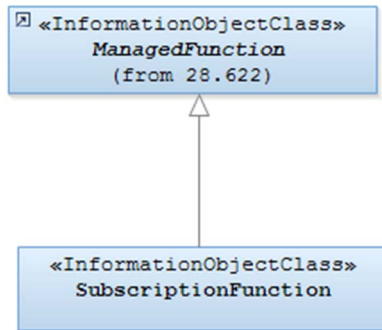 «InformationObjectClass»
ManagedFunction
(from 28.622)
«InformationObjectClass»
SubscriptionFunction